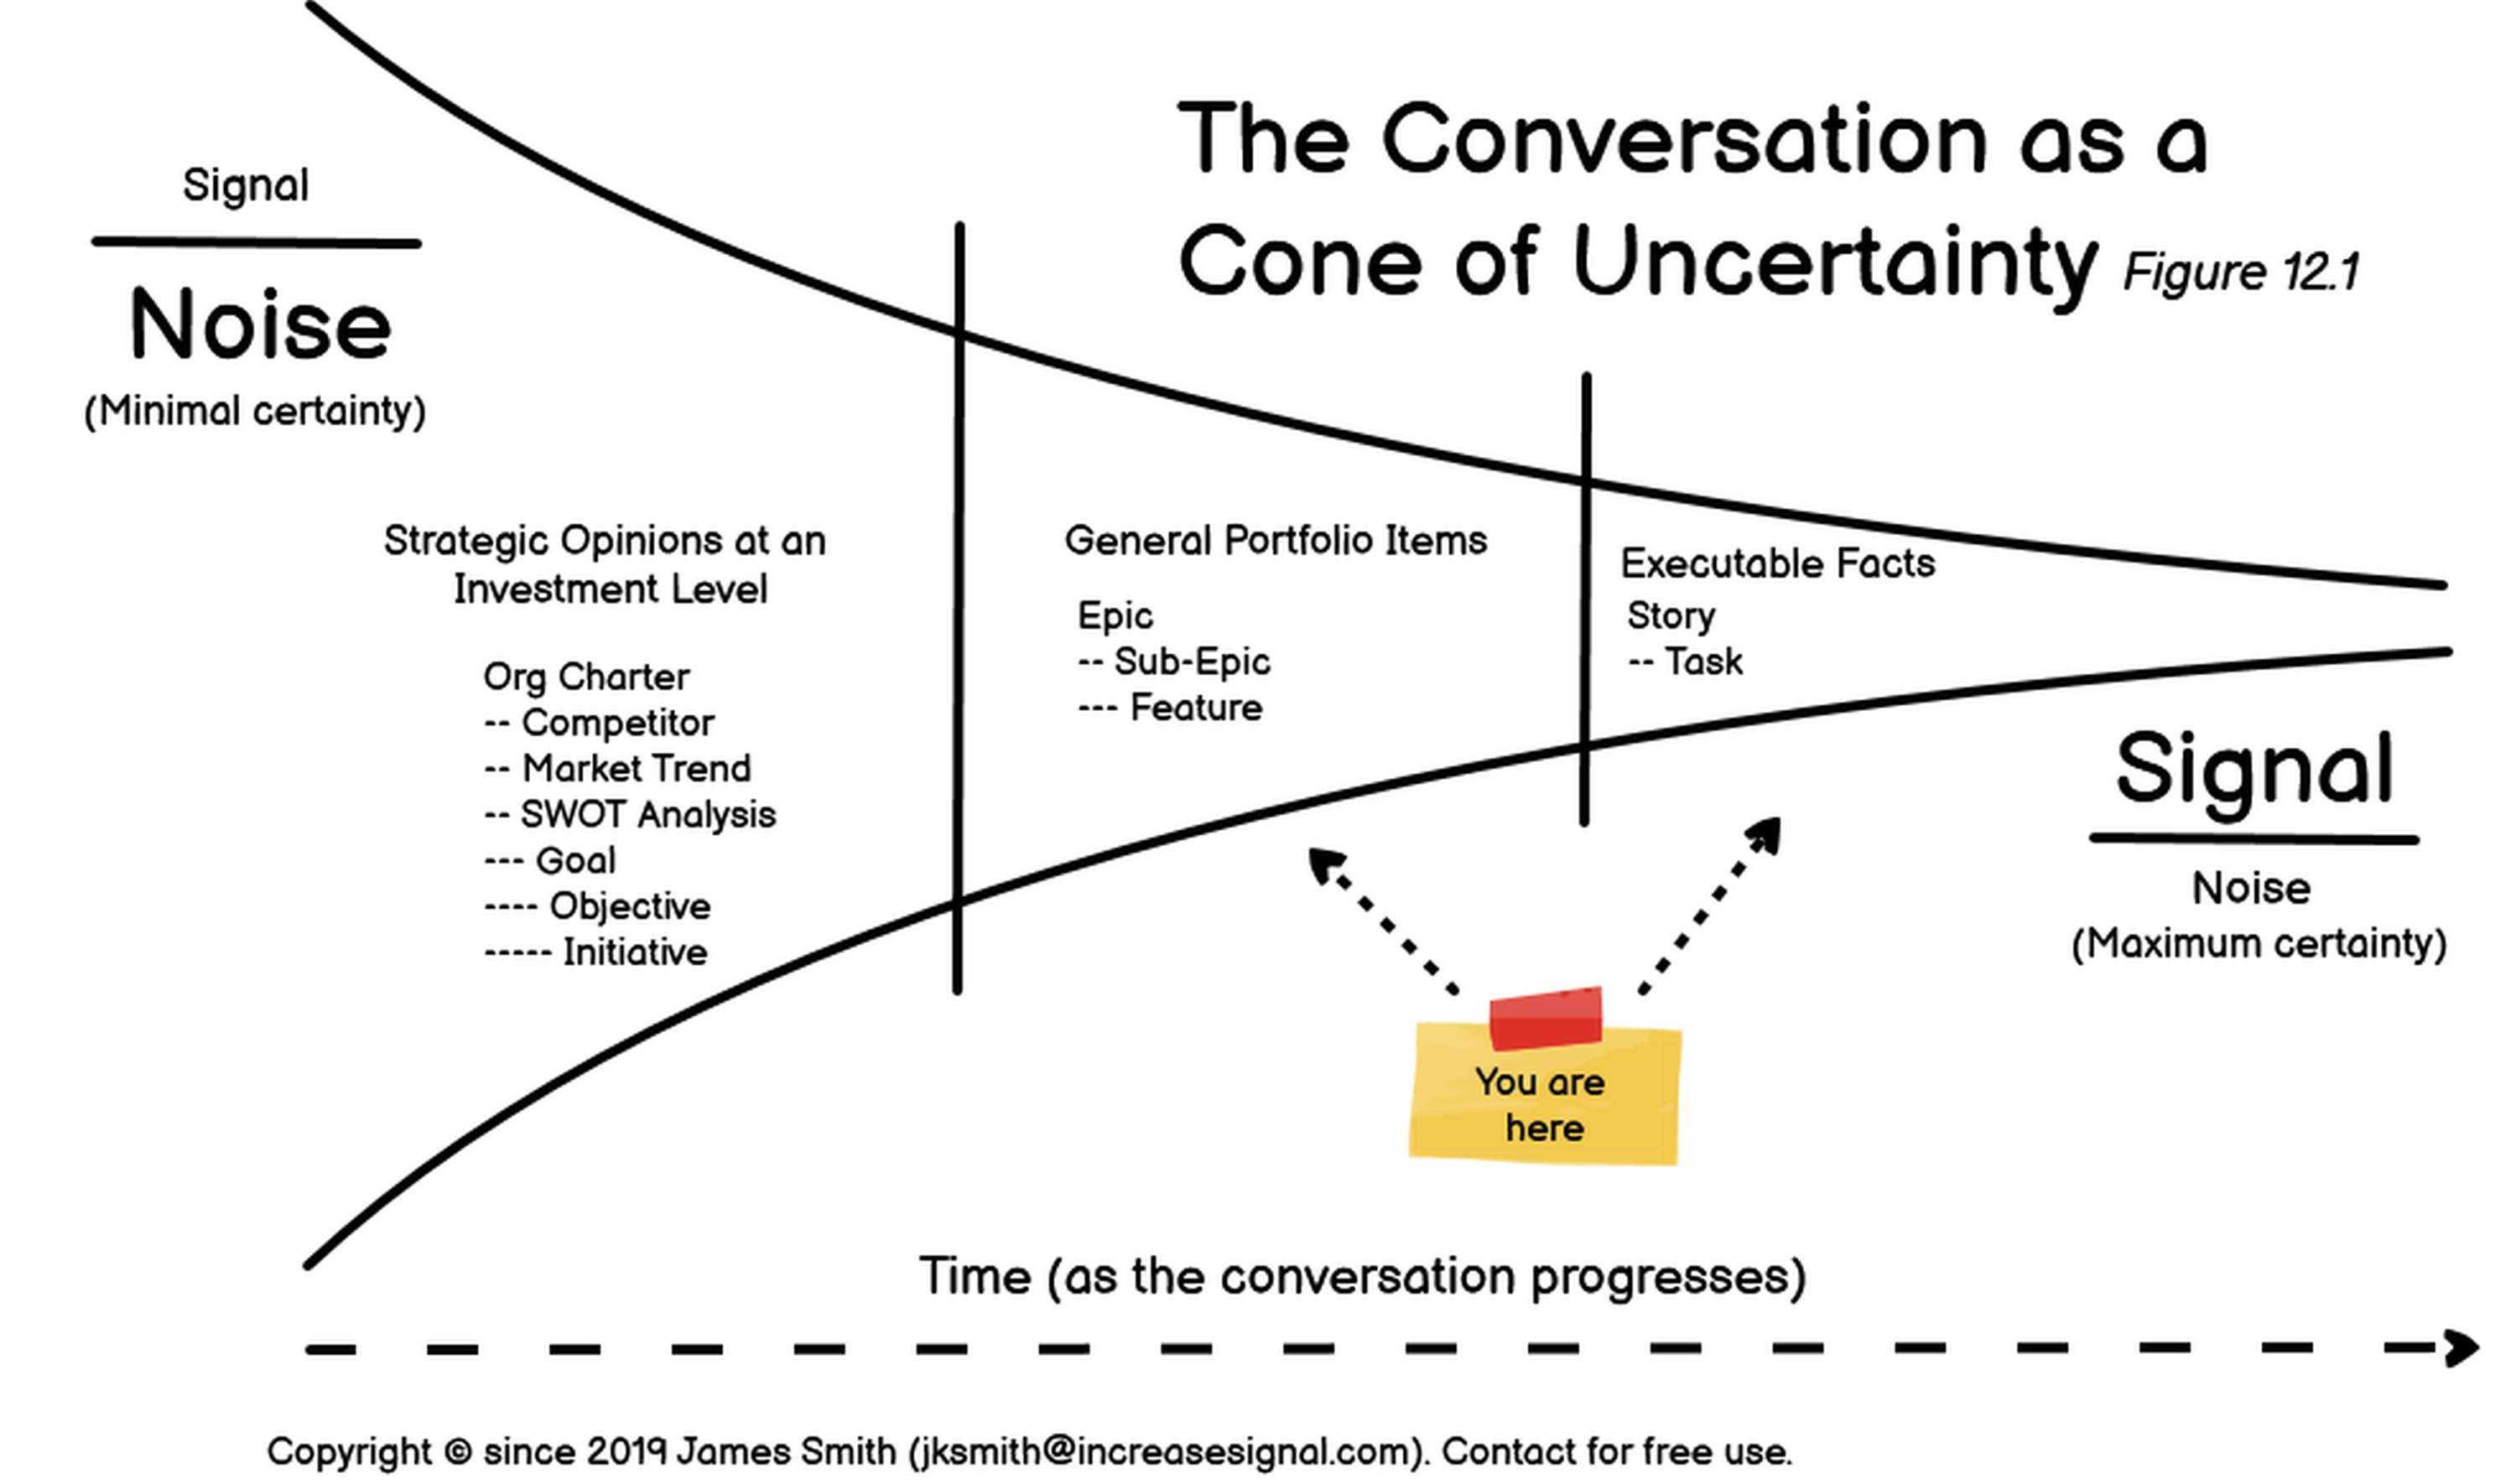 The Conversation as a
Cone of Uncertainty Figure 12.1
Signal
Noise
(Minimal certainty)
Strategic Opinions at an
Investment Level
Org Charter
-- Competitor
-- Market Trend
-- SWOT Analysis
--- Goal
---- Objective
----- Initiative
General Portfolio Items
Epic
-- Sub-Epic
--- Feature
Executable Facts
Story
-- Task
Signal
Noise
(Maximum certainty)
You are
here
Time (as the conversation progresses)
Copyright © since 2019 James Smith (jksmith@increasesignal.com). Contact for free use.